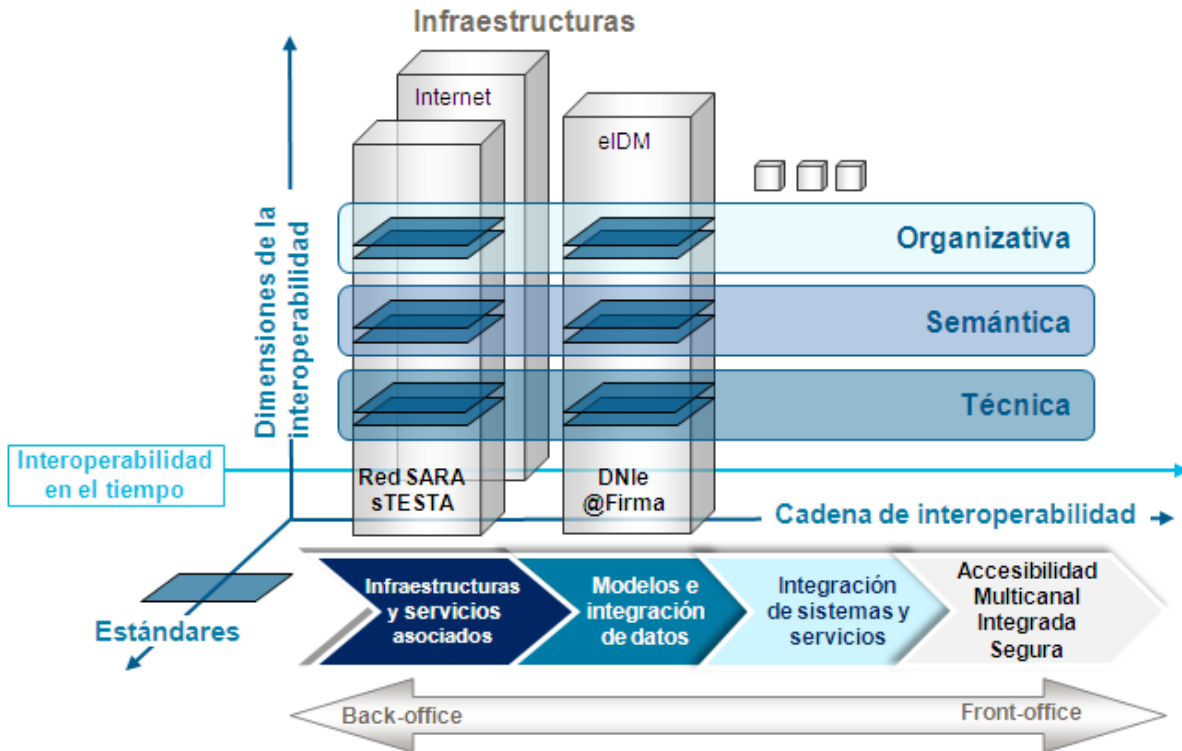 Infraestructuras
Internet
eIDM
Dimensiones de la
interoperabilidad
Organizativa
Semántica
Técnica
Interoperabilidad
en el tiempo
Red SARA
sTESTA
DNIe
@Firma
Cadena de interoperabilidad
Estándares
Infraestructuras
y servicios
asociados
Modelos e
integración
de datos
Integración
de sistemas y
servicios
Accesibilidad
Multicanal
Integrada
Segura
Back-office
Front-office